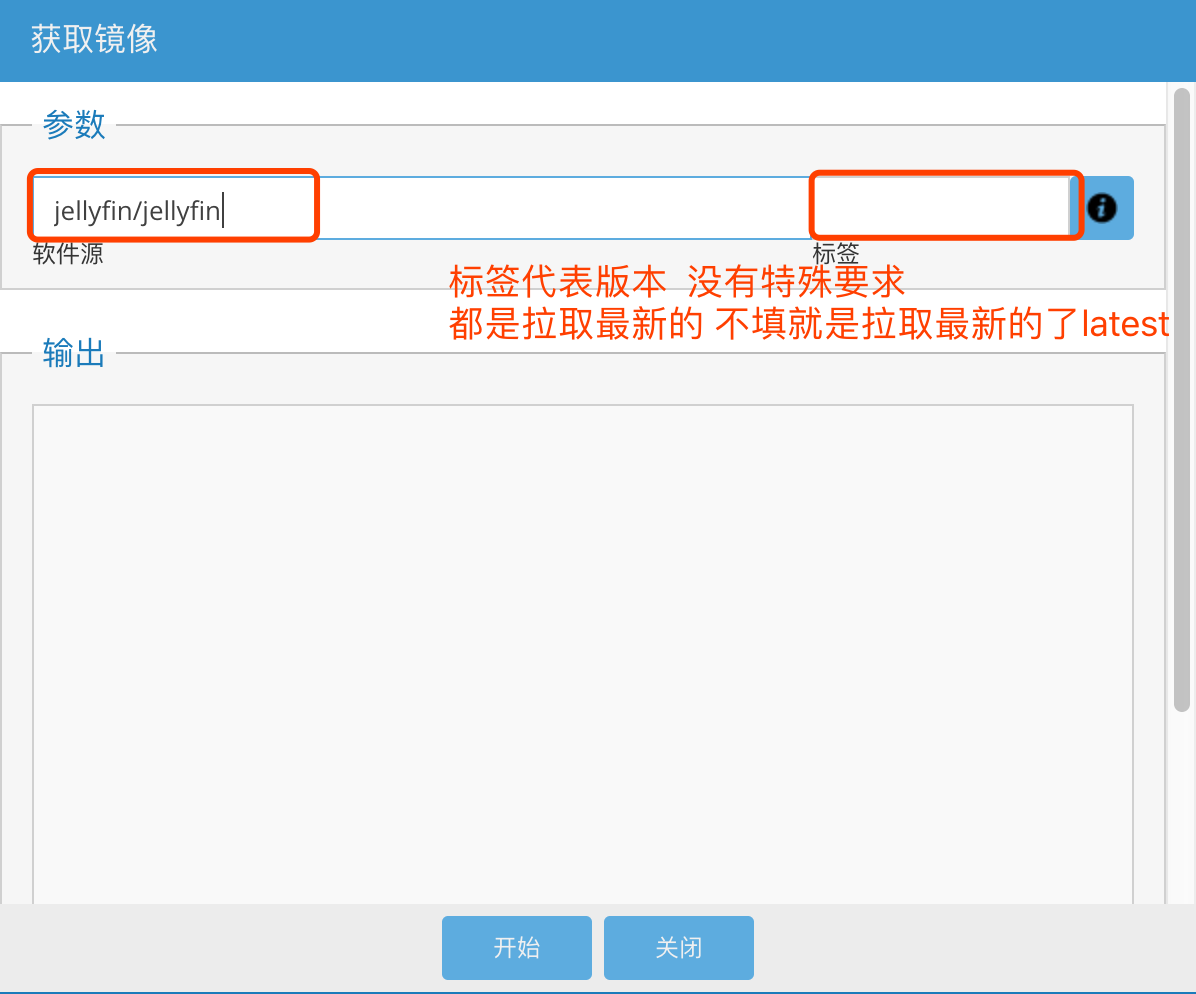 获取镜像
参数
jellyfin/jellyfin
软件源
标签
标签代表版本 没有特殊要求
都是拉取最新的 不填就是拉取最新的了latest
输出
开始
关闭